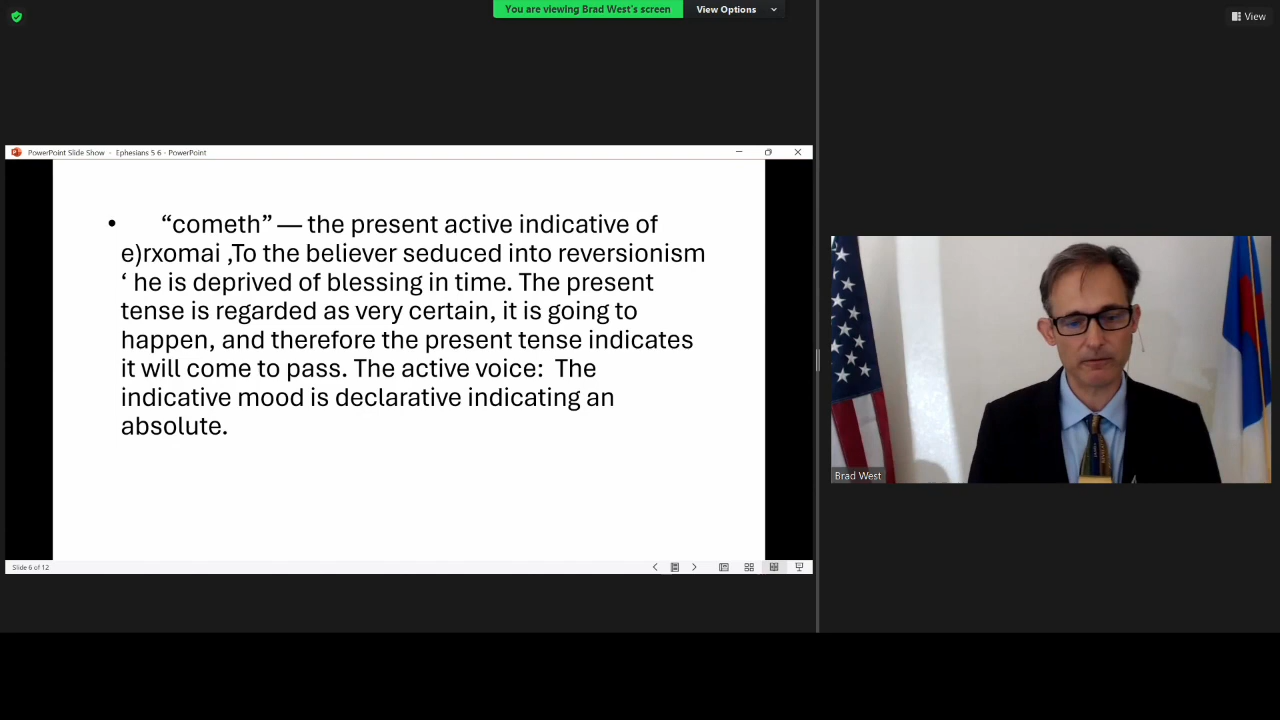 You are viewing Brad West's screen
View Options
View
PowerPoint Slide Show - Ephesians 5 6 - PowerPoint
• “cometh” — the present active indicative of
e)rxomai ,To the believer seduced into reversionism
‘ he is deprived of blessing in time. The present
tense is regarded as very certain, it is going to
happen, and therefore the present tense indicates
it will come to pass. The active voice:  The
indicative mood is declarative indicating an
absolute.
Slide 6 of 12
Brad West